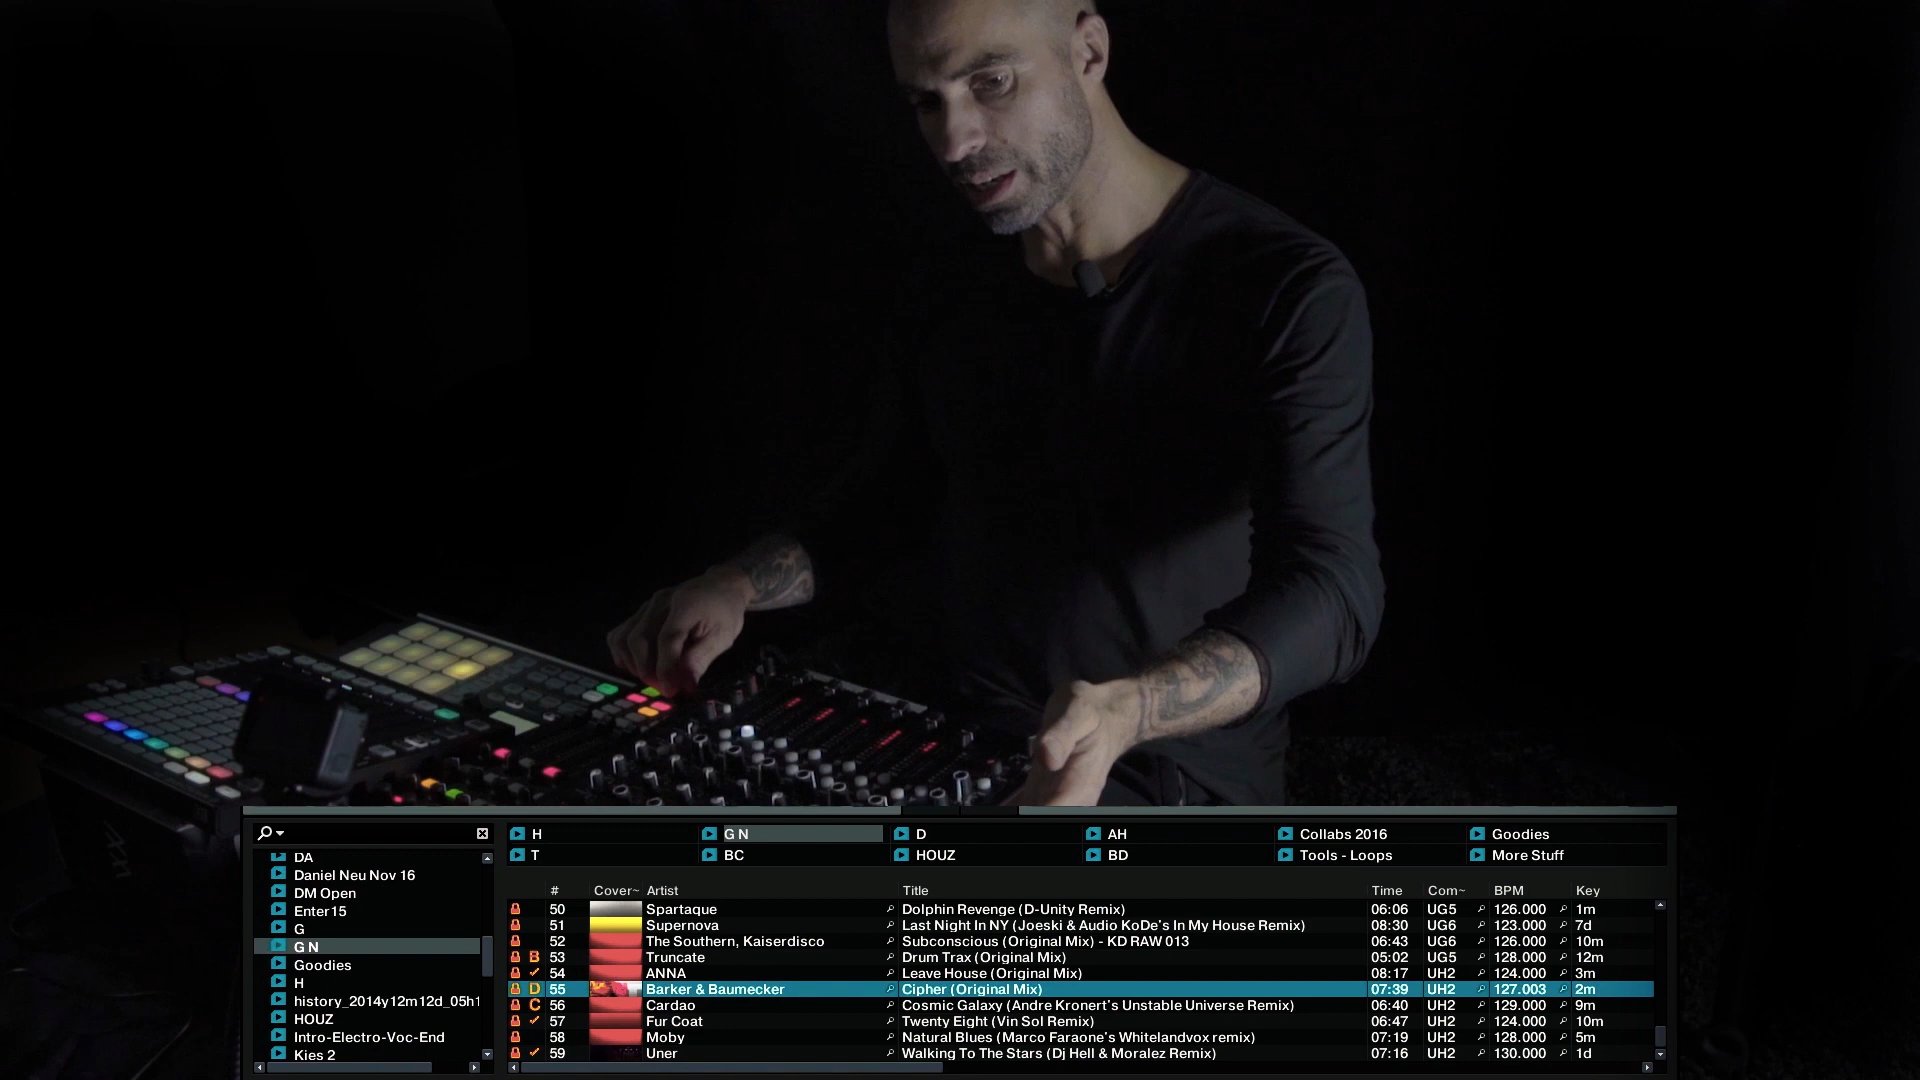 H G N D AH Collabs 2016 Goodies
T BC HOUZ BD Tools - Loops More Stuff
DA
Daniel Neu Nov 16
DM Open
Enter15
G
G N
Goodies
H
history_2014y12m12d_05h1
HOUZ
Intro-Electro-Voc-End
Kies 2
# Cover~ Artist Title Time Com~ BPM Key
50 Spartaque Dolphin Revenge (D-Unity Remix) 06:06 UG5 126.000 1m
51 Supernova Last Night In NY (Joeski & Audio KoDe's In My House Remix) 08:30 UG6 123.000 7d
52 The Southern, Kaiserdisco Subconscious (Original Mix) - KD RAW 013 06:43 UG6 126.000 10m
B 53 Truncate Drum Trax (Original Mix) 05:02 UG5 128.000 12m
54 ANNA Leave House (Original Mix) 08:17 UH2 124.000 3m
D 55 Barker & Baumecker Cipher (Original Mix) 07:39 UH2 127.003 2m
C 56 Cardao Cosmic Galaxy (Andre Kronert's Unstable Universe Remix) 06:40 UH2 129.000 9m
57 Fur Coat Twenty Eight (Vin Sol Remix) 06:47 UH2 124.000 10m
58 Moby Natural Blues (Marco Faraone's Whitelandvox remix) 07:19 UH2 128.000 5m
59 Uner Walking To The Stars (Dj Hell & Moralez Remix) 07:16 UH2 130.000 1d